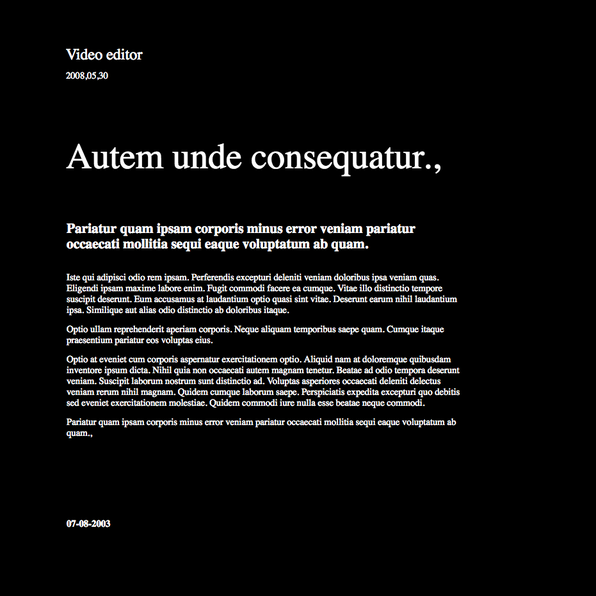 Video editor
2008,05,30
Autem unde consequatur.,
Pariatur quam ipsam corporis minus error veniam pariatur
occaecati mollitia sequi eaque voluptatum ab quam.
Iste qui adipisci odio rem ipsam. Perferendis excepturi deleniti veniam doloribus ipsa veniam quas.
Eligendi ipsam maxime labore enim. Fugit commodi facere ea cumque. Vitae illo distinctio tempore
suscipit deserunt. Eum accusamus at laudantium optio quasi sint vitae. Deserunt earum nihil laudantium
ipsa. Similique aut alias odio distinctio ab doloribus itaque.
Optio ullam reprehenderit aperiam corporis. Neque aliquam temporibus saepe quam. Cumque itaque
praesentium pariatur eos voluptas eius.
Optio at eveniet cum corporis aspernatur exercitationem optio. Aliquid nam at doloremque quibusdam
inventore ipsum dicta. Nihil quia non occaecati autem magnam tenetur. Beatae ad odio tempora deserunt
veniam. Suscipit laborum nostrum sunt distinctio ad. Voluptas asperiores occaecati deleniti delectus
veniam rerum nihil magnam. Quidem cumque laborum saepe. Perspiciatis expedita excepturi quo debitis
sed eveniet exercitationem molestiae. Quidem commodi iure nulla esse beatae neque commodi.
Pariatur quam ipsam corporis minus error veniam pariatur occaecati mollitia sequi eaque voluptatum ab
quam.,
07-08-2003